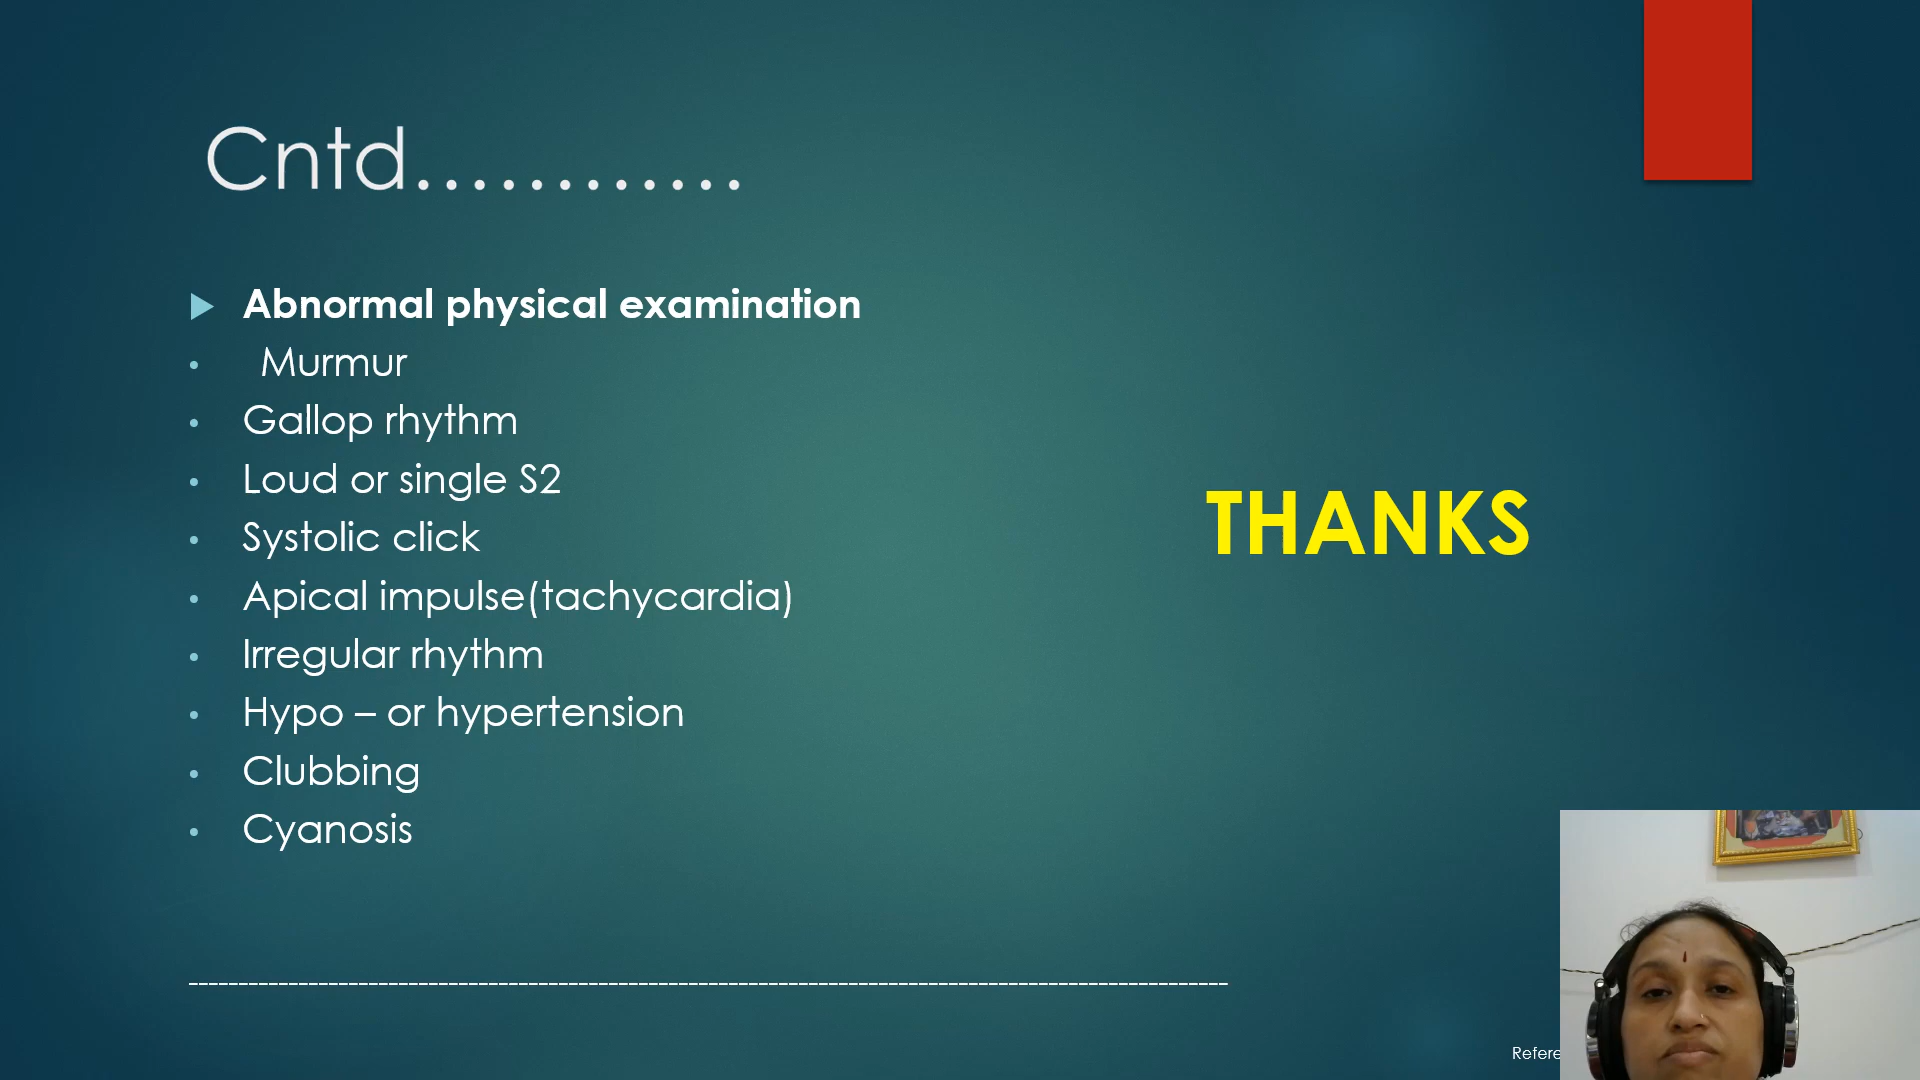 Cntd............
Abnormal physical examination
Murmur
Gallop rhythm
Loud or single S2
Systolic click
Apical impulse(tachycardia)
Irregular rhythm
Hypo – or hypertension
Clubbing
Cyanosis
THANKS